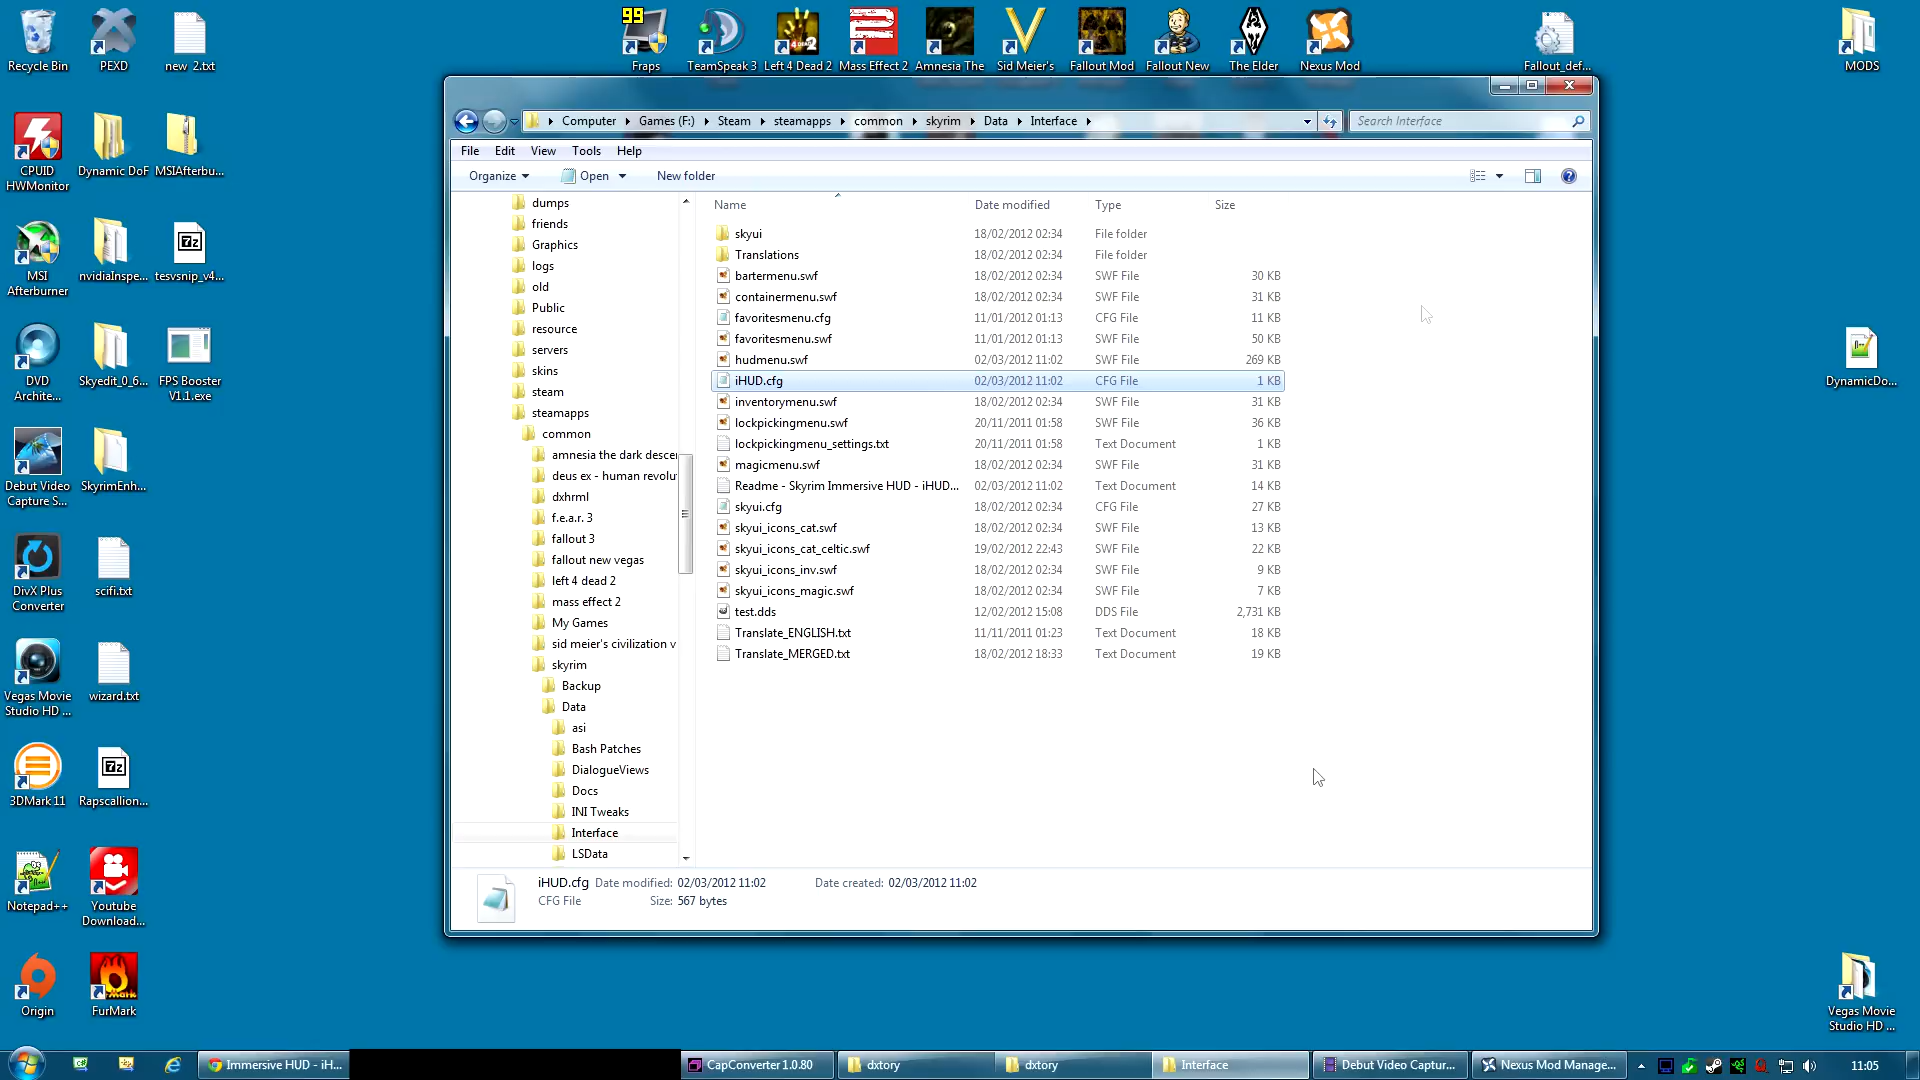 Recycle Bin
PEXD
new 2.txt
99
Fraps
TeamSpeak 3
Left 4 Dead 2
Mass Effect 2
Amnesia The
Sid Meier's
Fallout Mod
Fallout New
The Elder
Nexus Mod
Fallout_def...
MODS
CPUID HWMonitor
Dynamic DoF
MSIAfterbu...
MSI Afterburner
nvidiaInspe...
tesvsnip_v4...
DVD Archite...
Skyedit_0_6...
FPS Booster V1.1.exe
Debut Video Capture S...
SkyrimEnh...
DivX Plus Converter
scifi.txt
Vegas Movie Studio HD ...
wizard.txt
3DMark 11
Rapscallion...
Notepad++
Youtube Download...
Origin
FurMark
DynamicDo...
Vegas Movie Studio HD ...
Computer Games (F:) Steam steamapps common skyrim Data Interface
Search Interface
File Edit View Tools Help
Organize Open New folder
dumps
friends
Graphics
logs
old
Public
resource
servers
skins
steam
steamapps
common
amnesia the dark descen
deus ex - human revolu
dxhrml
f.e.a.r. 3
fallout 3
fallout new vegas
left 4 dead 2
mass effect 2
My Games
sid meier's civilization v
skyrim
Backup
Data
asi
Bash Patches
DialogueViews
Docs
INI Tweaks
Interface
LSData
Name Date modified Type Size
skyui 18/02/2012 02:34 File folder
Translations 18/02/2012 02:34 File folder
bartermenu.swf 18/02/2012 02:34 SWF File 30 KB
containermenu.swf 18/02/2012 02:34 SWF File 31 KB
favoritesmenu.cfg 11/01/2012 01:13 CFG File 11 KB
favoritesmenu.swf 11/01/2012 01:13 SWF File 50 KB
hudmenu.swf 02/03/2012 11:02 SWF File 269 KB
iHUD.cfg 02/03/2012 11:02 CFG File 1 KB
inventorymenu.swf 18/02/2012 02:34 SWF File 31 KB
lockpickingmenu.swf 20/11/2011 01:58 SWF File 36 KB
lockpickingmenu_settings.txt 20/11/2011 01:58 Text Document 1 KB
magicmenu.swf 18/02/2012 02:34 SWF File 31 KB
Readme - Skyrim Immersive HUD - iHUD... 02/03/2012 11:02 Text Document 14 KB
skyui.cfg 18/02/2012 02:34 CFG File 27 KB
skyui_icons_cat.swf 18/02/2012 02:34 SWF File 13 KB
skyui_icons_cat_celtic.swf 19/02/2012 22:43 SWF File 22 KB
skyui_icons_inv.swf 18/02/2012 02:34 SWF File 9 KB
skyui_icons_magic.swf 18/02/2012 02:34 SWF File 7 KB
test.dds 12/02/2012 15:08 DDS File 2,731 KB
Translate_ENGLISH.txt 11/11/2011 01:23 Text Document 18 KB
Translate_MERGED.txt 18/02/2012 18:33 Text Document 19 KB
iHUD.cfg Date modified: 02/03/2012 11:02 Date created: 02/03/2012 11:02
CFG File Size: 567 bytes
Immersive HUD - iH... CapConverter 1.0.80 dxtory dxtory Interface Debut Video Captur... Nexus Mod Manage... 11:05